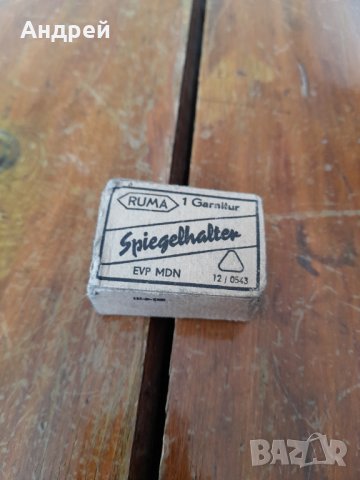 Андрей
RUMA 1 Garnitur
Spiegelhalter
EVP MDN
12 / 0543
BAZAR